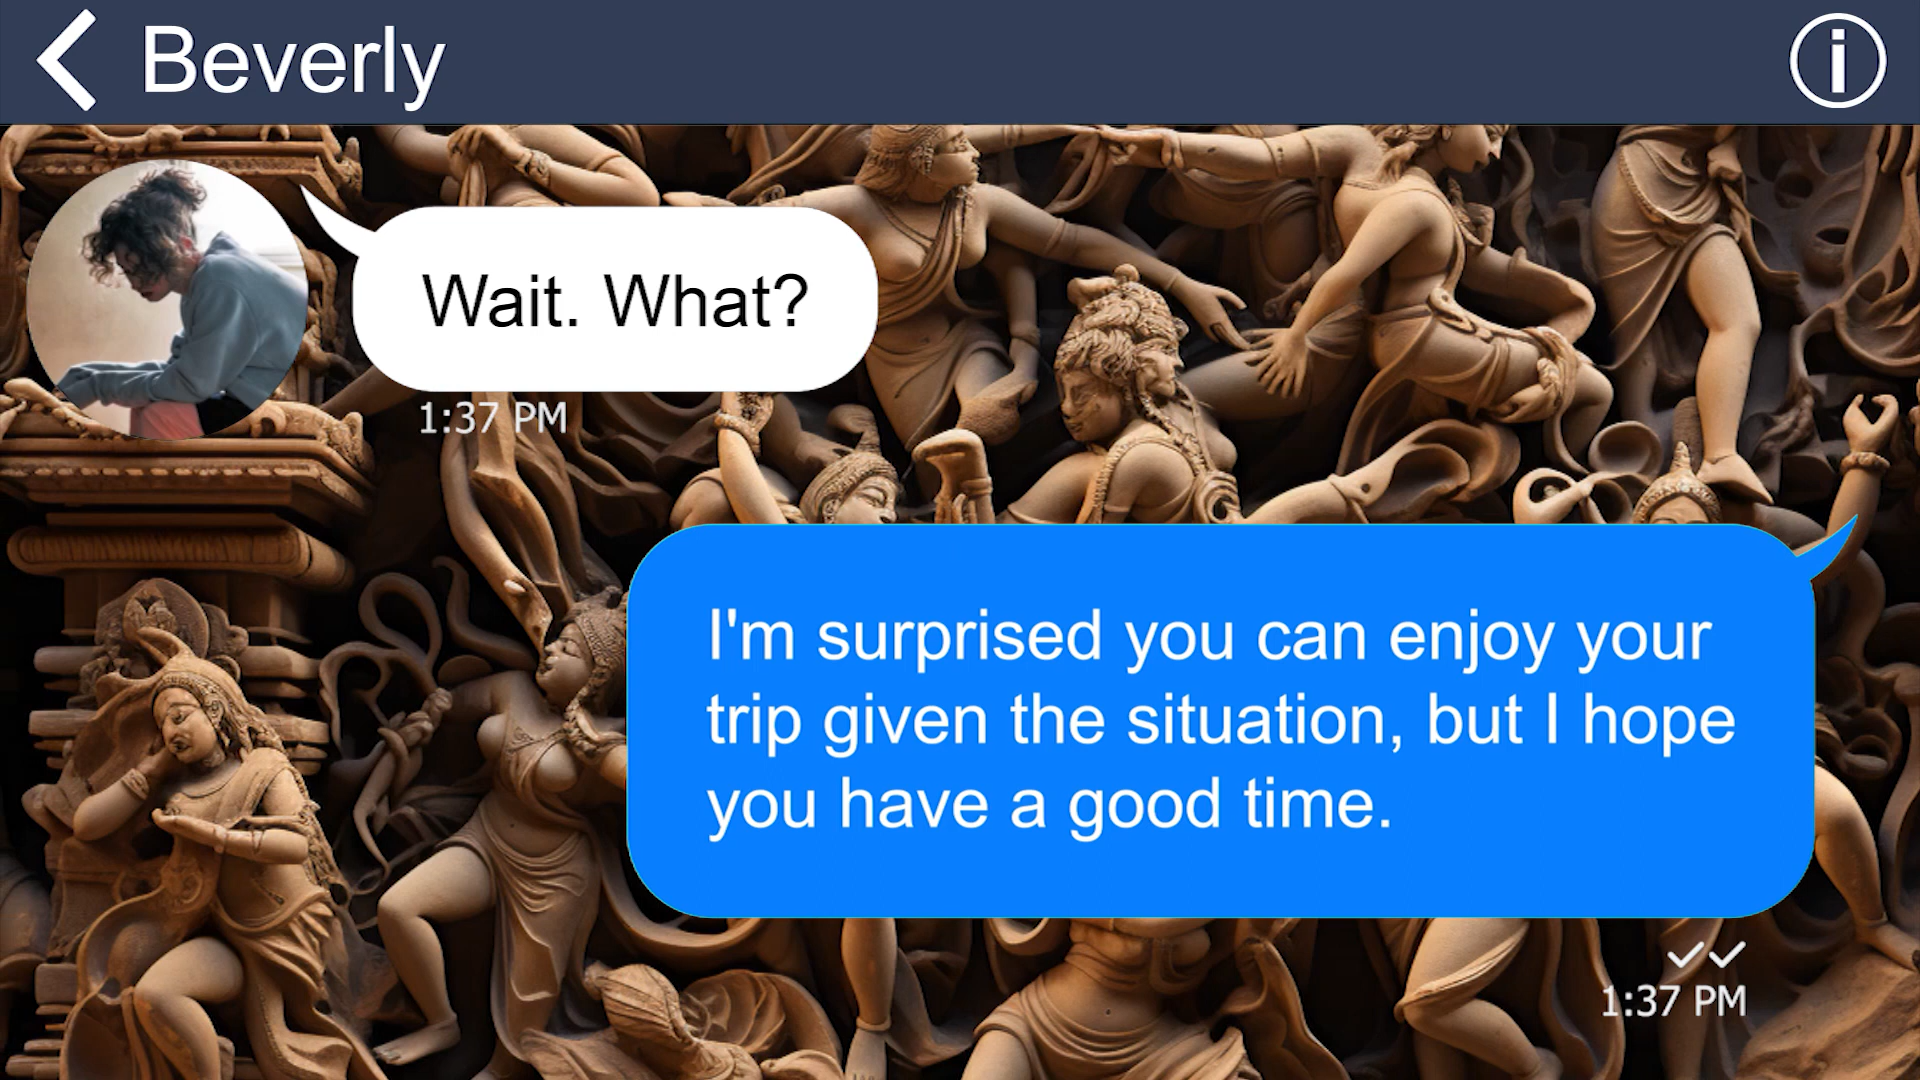 Beverly
Wait. What?
1:37 PM
I'm surprised you can enjoy your
trip given the situation, but I hope
you have a good time.
1:37 PM